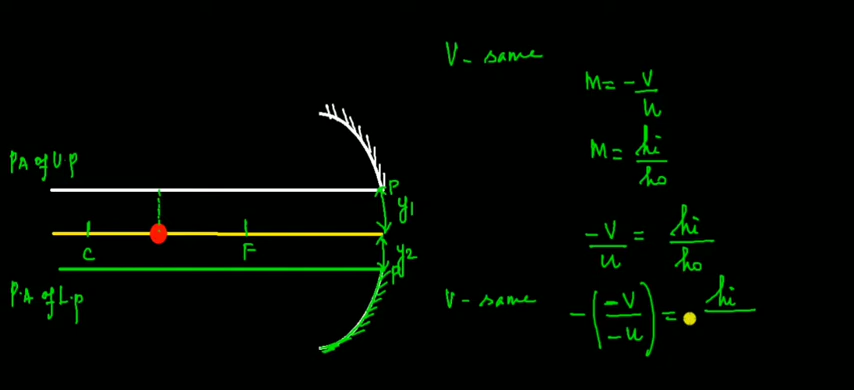 V - same
M = - V/u
M = hi/ho
PA of U.p
P
y1
-V/u = hi/ho
C
F
y2
P
P.A of L.p
V - same
-(-V/-u) = hi